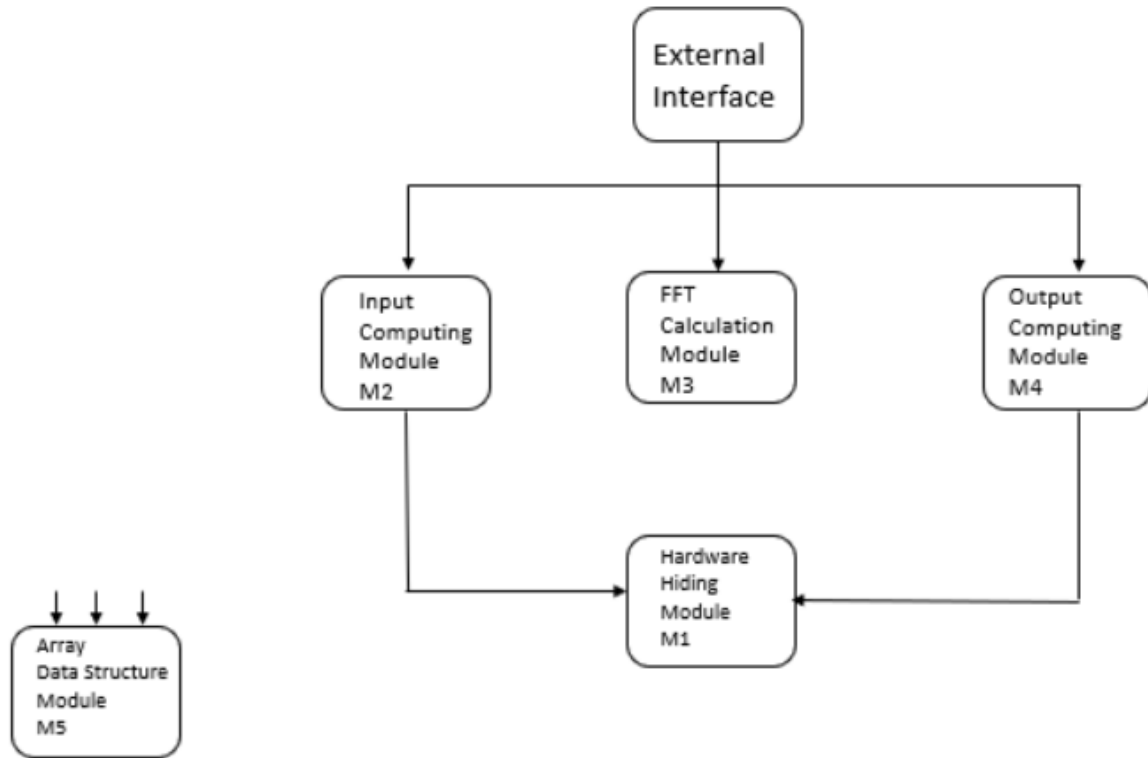 External
Interface
Input
Computing
Module
M2
FFT
Calculation
Module
M3
Output
Computing
Module
M4
Hardware
Hiding
Module
M1
Array
Data Structure
Module
M5